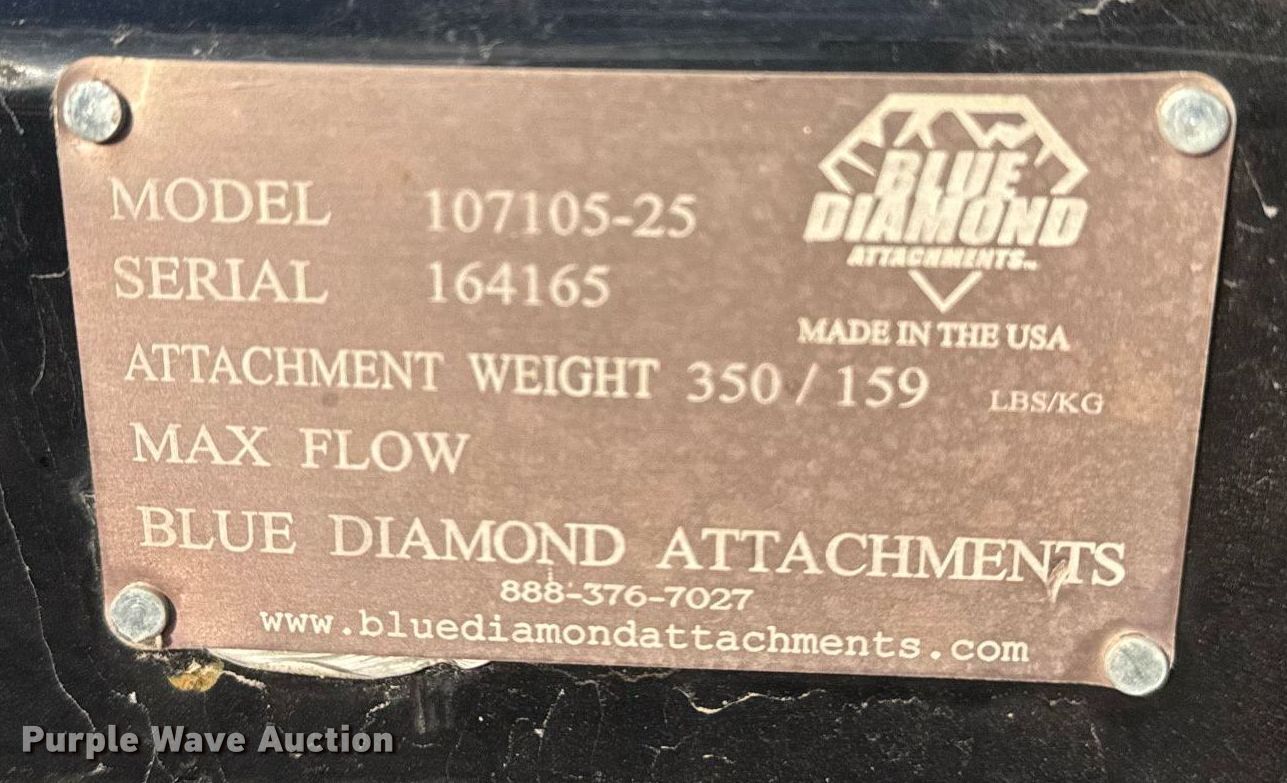 BLUE
DIAMOND
ATTACHMENTS™
MADE IN THE USA
MODEL 107105-25
SERIAL 164165
ATTACHMENT WEIGHT 350 / 159 LBS/KG
MAX FLOW
BLUE DIAMOND ATTACHMENTS
888-376-7027
www.bluediamondattachments.com
Purple Wave Auction